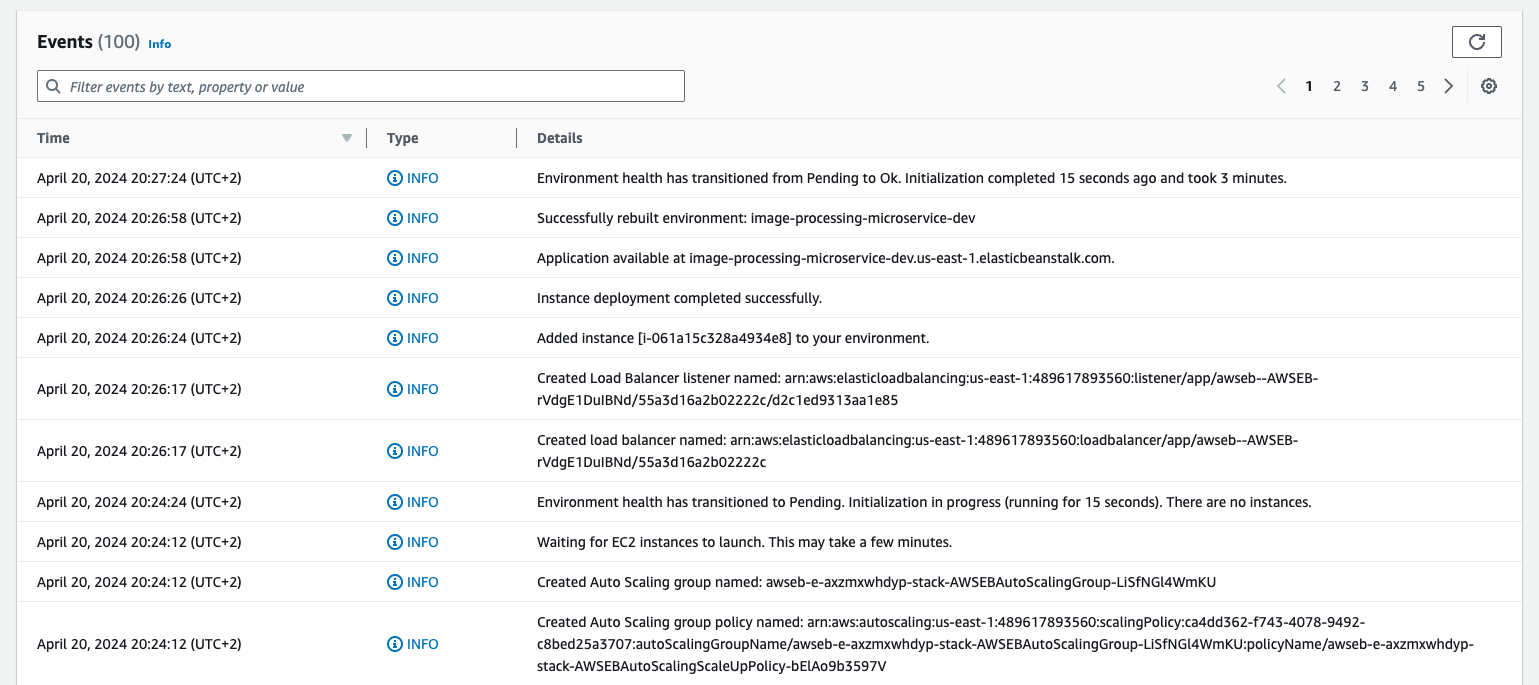 Events (100) Info
Filter events by text, property or value
1 2 3 4 5
Time Type Details
April 20, 2024 20:27:24 (UTC+2) INFO Environment health has transitioned from Pending to Ok. Initialization completed 15 seconds ago and took 3 minutes.
April 20, 2024 20:26:58 (UTC+2) INFO Successfully rebuilt environment: image-processing-microservice-dev
April 20, 2024 20:26:58 (UTC+2) INFO Application available at image-processing-microservice-dev.us-east-1.elasticbeanstalk.com.
April 20, 2024 20:26:26 (UTC+2) INFO Instance deployment completed successfully.
April 20, 2024 20:26:24 (UTC+2) INFO Added instance [i-061a15c328a4934e8] to your environment.
Created Load Balancer listener named: arn:aws:elasticloadbalancing:us-east-1:489617893560:listener/app/awseb--AWSEB-
April 20, 2024 20:26:17 (UTC+2) INFO
rVdgE1DuIBNd/55a3d16a2b02222c/d2c1ed9313aa1e85
Created load balancer named: arn:aws:elasticloadbalancing:us-east-1:489617893560:loadbalancer/app/awseb--AWSEB-
April 20, 2024 20:26:17 (UTC+2) INFO
rVdgE1DuIBNd/55a3d16a2b02222c
April 20, 2024 20:24:24 (UTC+2) INFO Environment health has transitioned to Pending. Initialization in progress (running for 15 seconds). There are no instances.
April 20, 2024 20:24:12 (UTC+2) INFO Waiting for EC2 instances to launch. This may take a few minutes.
April 20, 2024 20:24:12 (UTC+2) INFO Created Auto Scaling group named: awseb-e-axzmxwhdyp-stack-AWSEBAutoScalingGroup-LiSfNGl4WmKU
Created Auto Scaling group policy named: arn:aws:autoscaling:us-east-1:489617893560:scalingPolicy:ca4dd362-f743-4078-9492-
April 20, 2024 20:24:12 (UTC+2) INFO c8bed25a3707:autoScalingGroupName/awseb-e-axzmxwhdyp-stack-AWSEBAutoScalingGroup-LiSfNGl4WmKU:policyName/awseb-e-axzmxwhdyp-
stack-AWSEBAutoScalingScaleUpPolicy-bElAo9b3597V